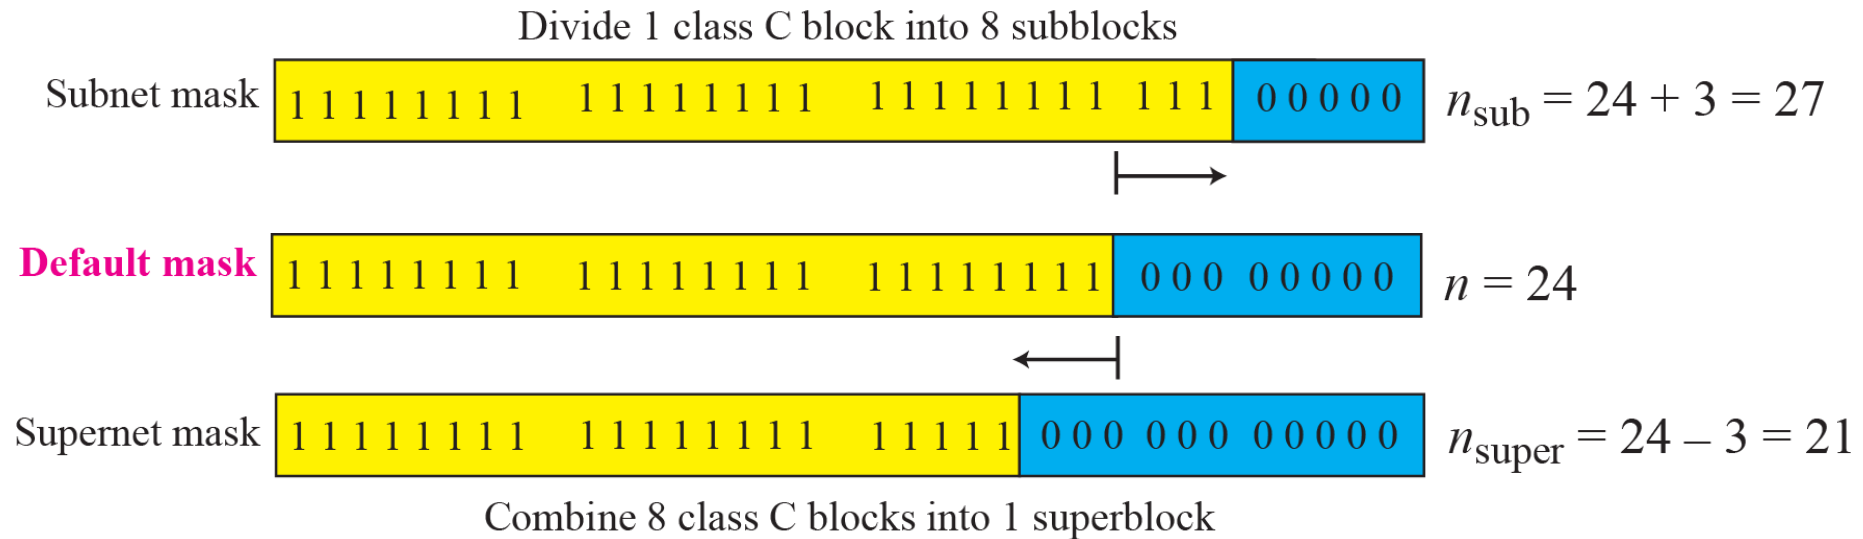 Divide 1 class C block into 8 subblocks
Subnet mask 1 1 1 1 1 1 1 1 1 1 1 1 1 1 1 1 1 1 1 1 1 1 1 1 1 1 1 0 0 0 0 0 nsub = 24 + 3 = 27
Default mask 1 1 1 1 1 1 1 1 1 1 1 1 1 1 1 1 1 1 1 1 1 1 1 1 0 0 0 0 0 0 0 0 n = 24
Supernet mask 1 1 1 1 1 1 1 1 1 1 1 1 1 1 1 1 1 1 1 1 1 0 0 0 0 0 0 0 0 0 0 0 nsuper = 24 – 3 = 21
Combine 8 class C blocks into 1 superblock